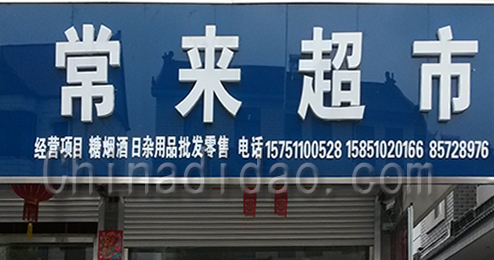 常来超市
经营项目 糖烟酒 日杂用品批发零售 电话 15751100528 15851020166 85728976
Chinadidao.com